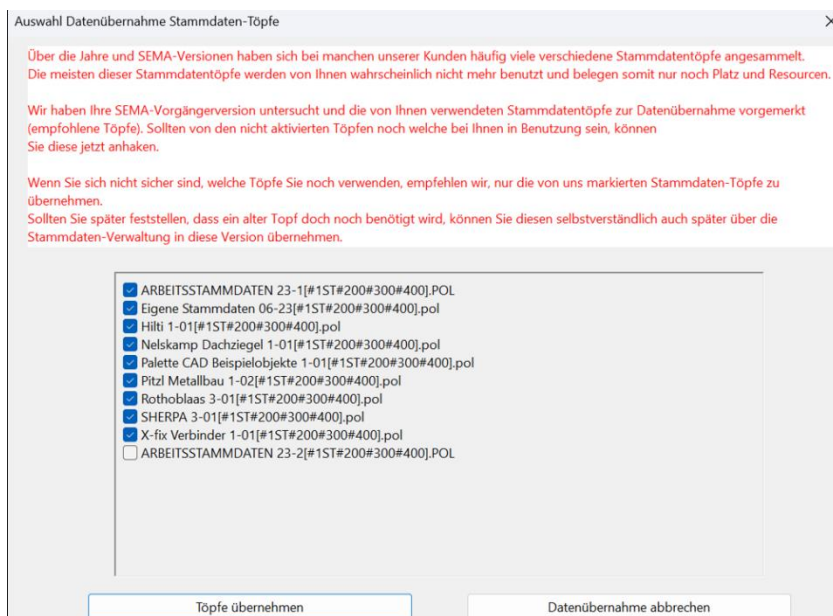 Auswahl Datenübernahme Stammdaten-Töpfe
Über die Jahre und SEMA-Versionen haben sich bei manchen unserer Kunden häufig viele verschiedene Stammdatentöpfe angesammelt.
Die meisten dieser Stammdatentöpfe werden von Ihnen wahrscheinlich nicht mehr benutzt und belegen somit nur noch Platz und Resourcen.
Wir haben Ihre SEMA-Vorgängerversion untersucht und die von Ihnen verwendeten Stammdatentöpfe zur Datenübernahme vorgemerkt
(empfohlene Töpfe). Sollten von den nicht aktivierten Töpfen noch welche bei Ihnen in Benutzung sein, können
Sie diese jetzt anhaken.
Wenn Sie sich nicht sicher sind, welche Töpfe Sie noch verwenden, empfehlen wir, nur die von uns markierten Stammdaten-Töpfe zu
übernehmen.
Sollten Sie später feststellen, dass ein alter Topf doch noch benötigt wird, können Sie diesen selbstverständlich auch später über die
Stammdaten-Verwaltung in diese Version übernehmen.
ARBEITSSTAMMDATEN 23-1[#1ST#200#300#400].POL
Eigene Stammdaten 06-23[#1ST#200#300#400].pol
Hilti 1-01[#1ST#200#300#400].pol
Nelskamp Dachziegel 1-01[#1ST#200#300#400].pol
Palette CAD Beispielobjekte 1-01[#1ST#200#300#400].pol
Pitzl Metallbau 1-02[#1ST#200#300#400].pol
Rothoblaas 3-01[#1ST#200#300#400].pol
SHERPA 3-01[#1ST#200#300#400].pol
X-fix Verbinder 1-01[#1ST#200#300#400].pol
ARBEITSSTAMMDATEN 23-2[#1ST#200#300#400].POL
Töpfe übernehmen
Datenübernahme abbrechen